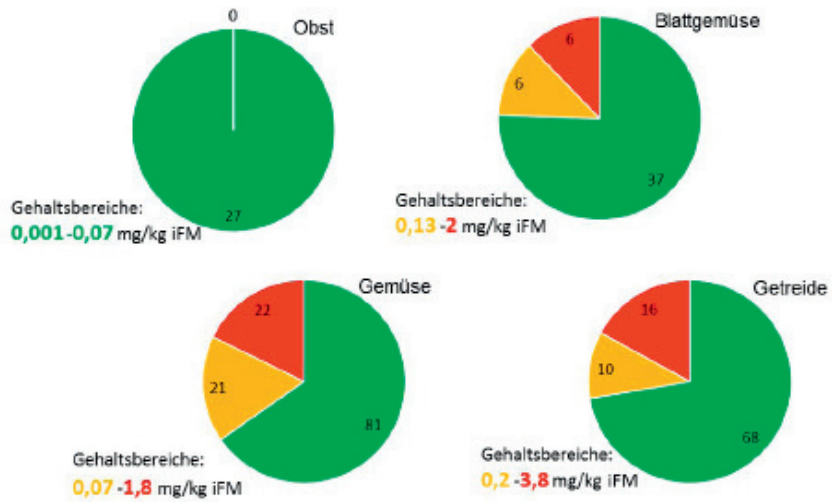 0
Obst
27
Gehaltsbereiche:
0,001-0,07 mg/kg iFM
Blattgemüse
6
6
37
Gehaltsbereiche:
0,13 -2 mg/kg iFM
Gemüse
22
21
81
Gehaltsbereiche:
0,07 -1,8 mg/kg iFM
Getreide
16
10
68
Gehaltsbereiche:
0,2 -3,8 mg/kg iFM